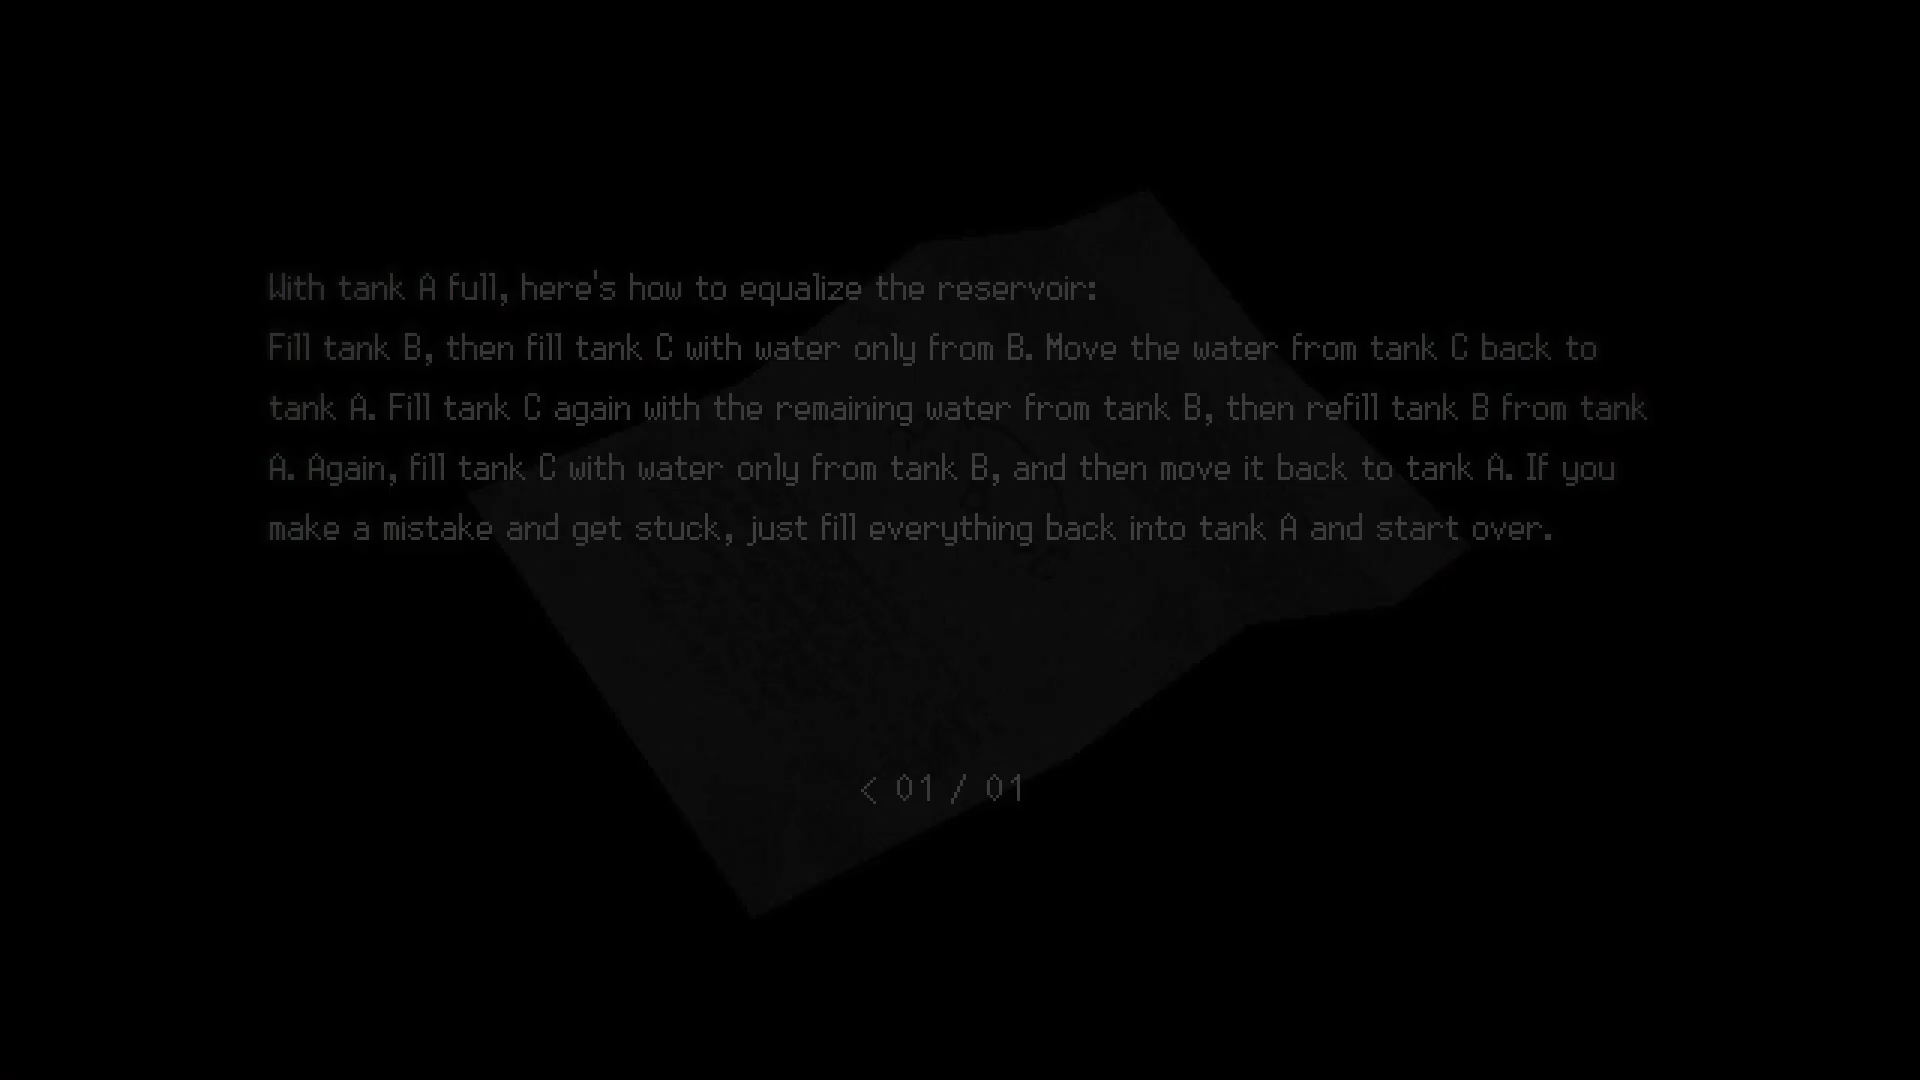 With tank A full, here's how to equalize the reservoir:
Fill tank B, then fill tank C with water only from B. Move the water from tank C back to
tank A. Fill tank C again with the remaining water from tank B, then refill tank B from tank
A. Again, fill tank C with water only from tank B, and then move it back to tank A. If you
make a mistake and get stuck, just fill everything back into tank A and start over.
< 01 / 01